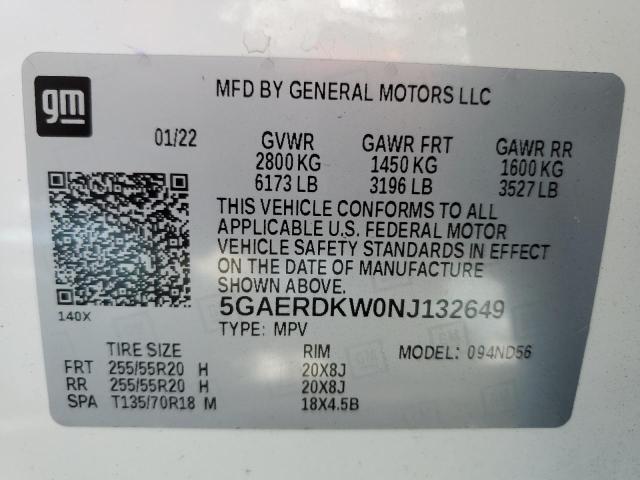 gm
MFD BY GENERAL MOTORS LLC
01/22 GVWR GAWR FRT GAWR RR
2800 KG 1450 KG 1600 KG
6173 LB 3196 LB 3527 LB
THIS VEHICLE CONFORMS TO ALL
APPLICABLE U.S. FEDERAL MOTOR
VEHICLE SAFETY STANDARDS IN EFFECT
ON THE DATE OF MANUFACTURE
SHOWN ABOVE.
5GAERDKW0NJ132649
140X
TYPE: MPV
TIRE SIZE RIM MODEL: 094ND56
FRT 255/55R20 H 20X8J
RR 255/55R20 H 20X8J
SPA T135/70R18 M 18X4.5B